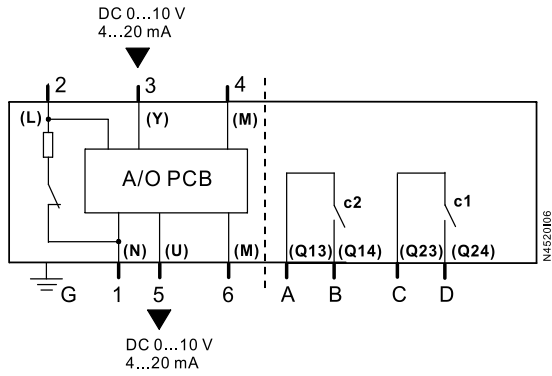 DC 0...10 V
4...20 mA
2 3 4
(L) (Y) (M)
A/O PCB
c2 c1
(N) (U) (M) (Q13) (Q14) (Q23) (Q24)
G 1 5 6 A B C D
DC 0...10 V
4...20 mA
N4520I06